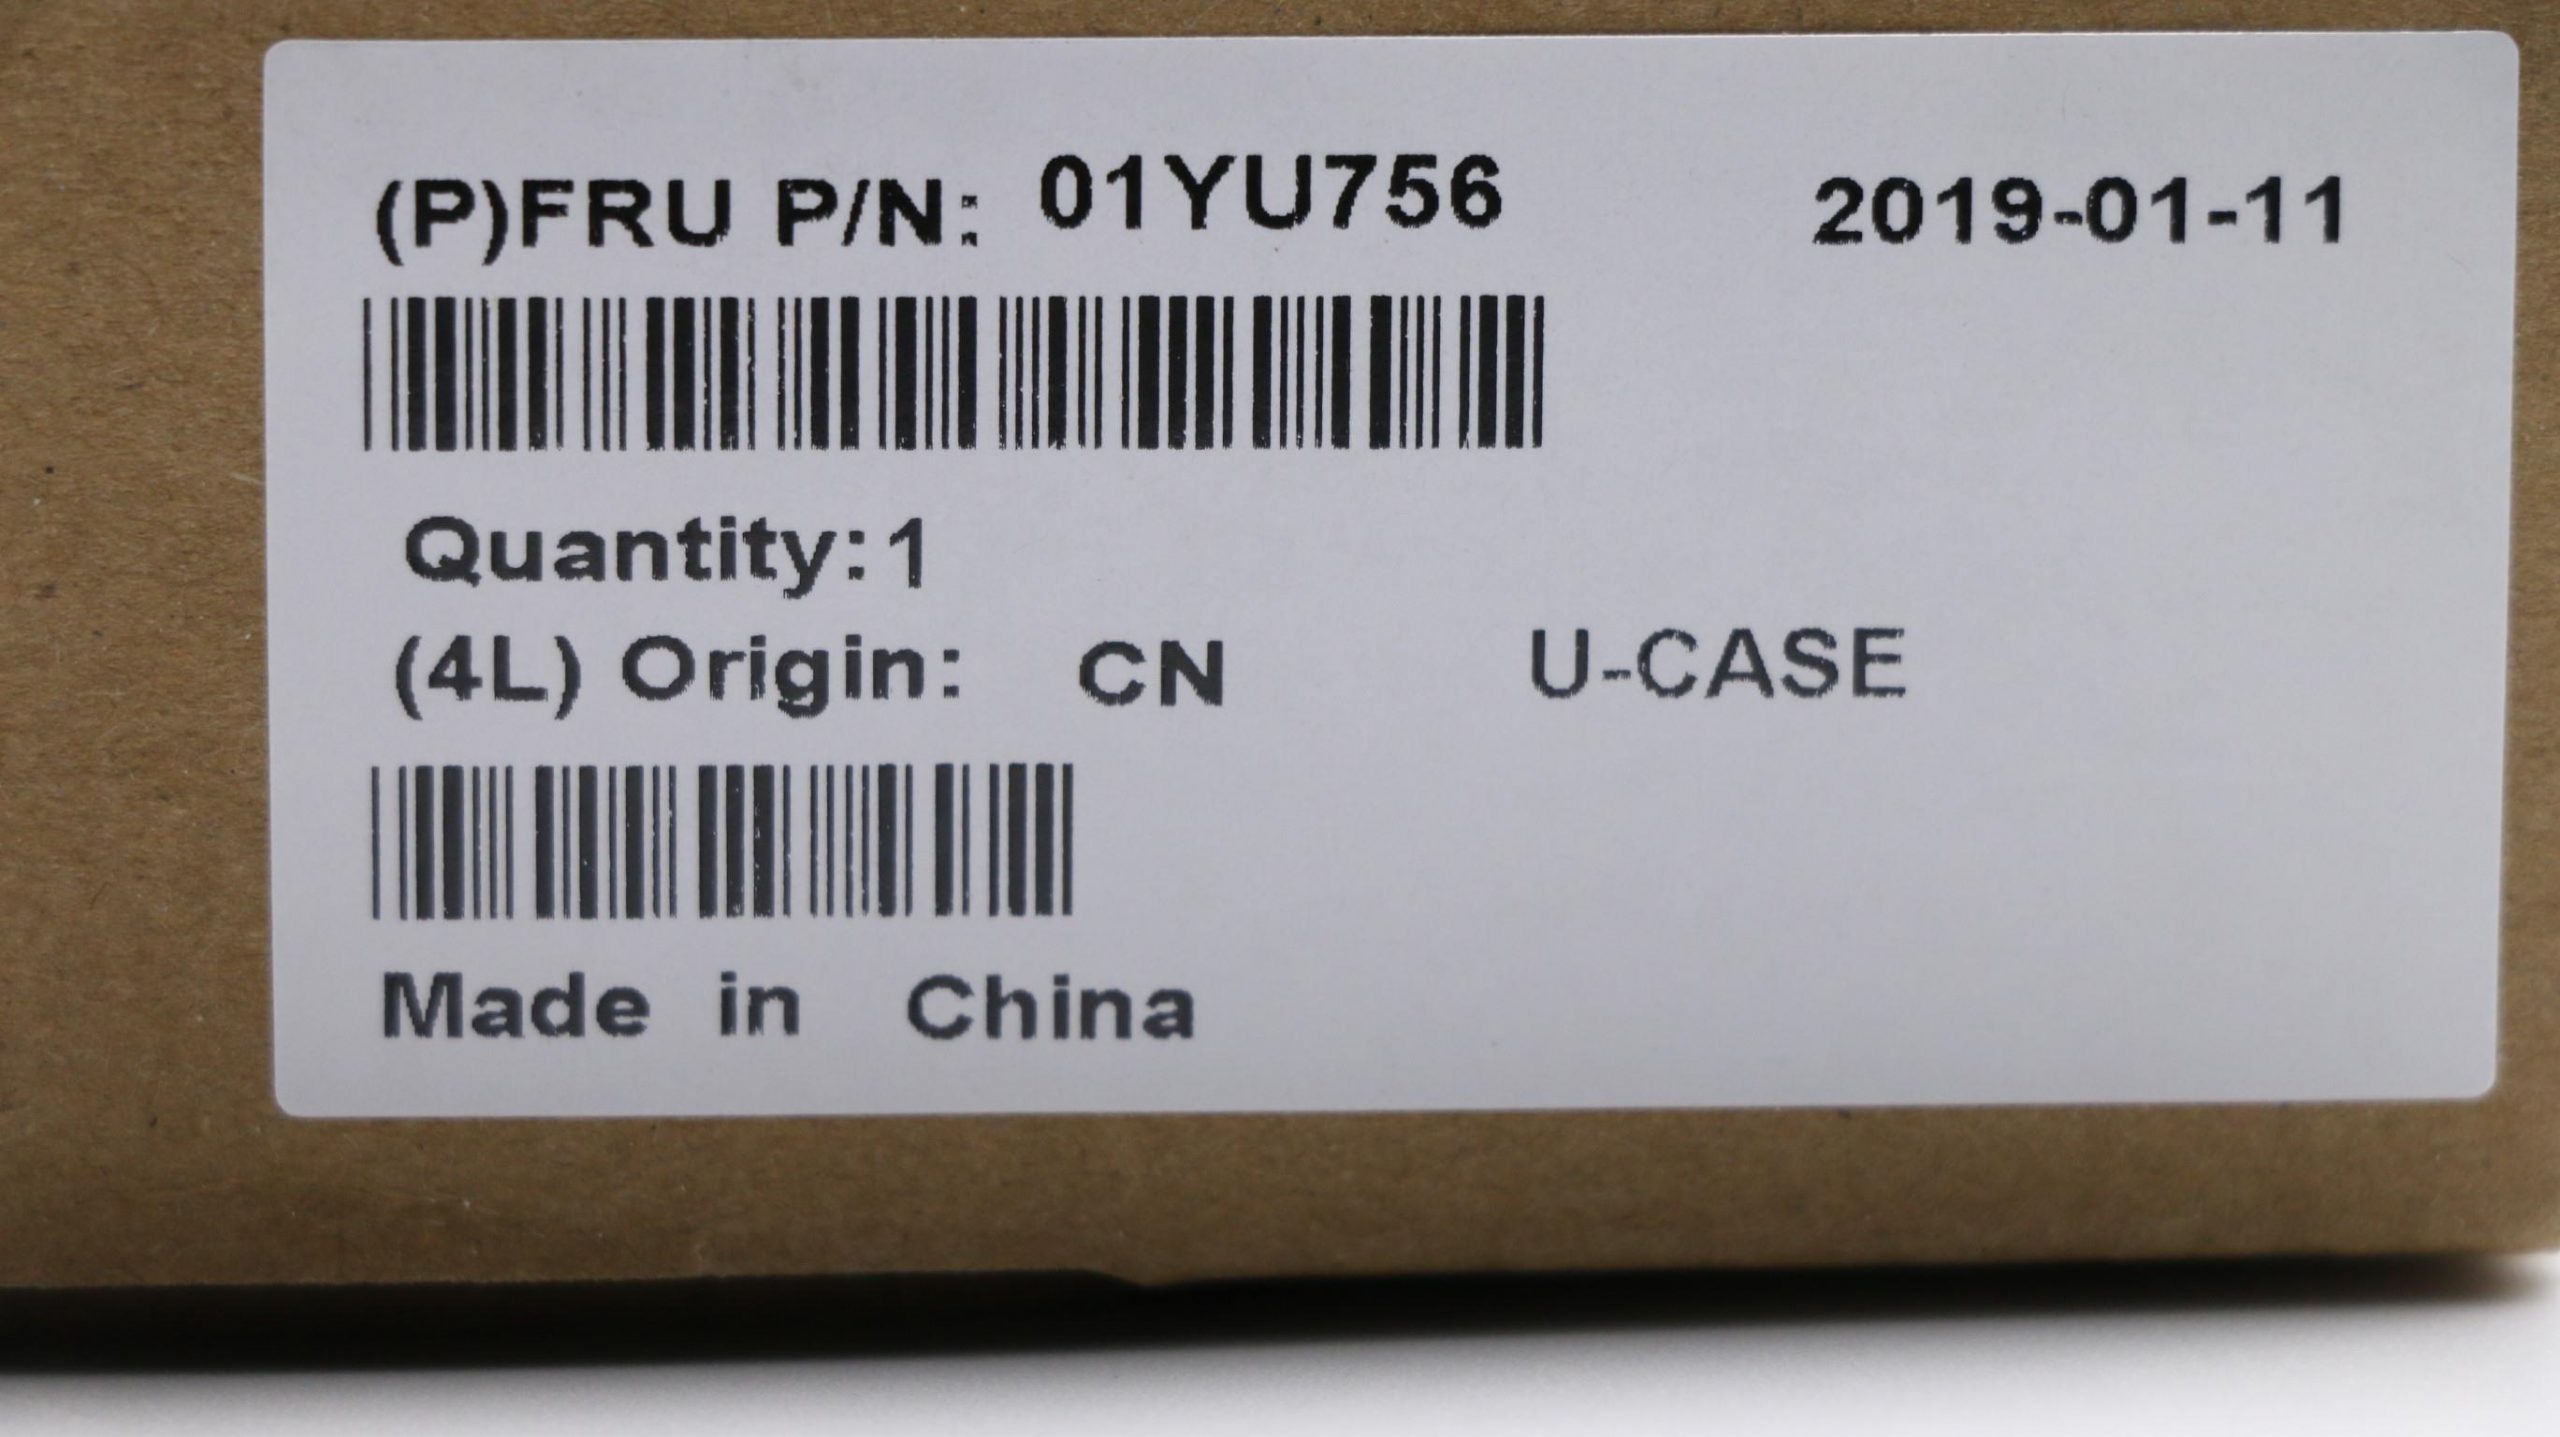 (P)FRU P/N: 01YU756 2019-01-11
Quantity:1
(4L) Origin: CN U-CASE
Made in China